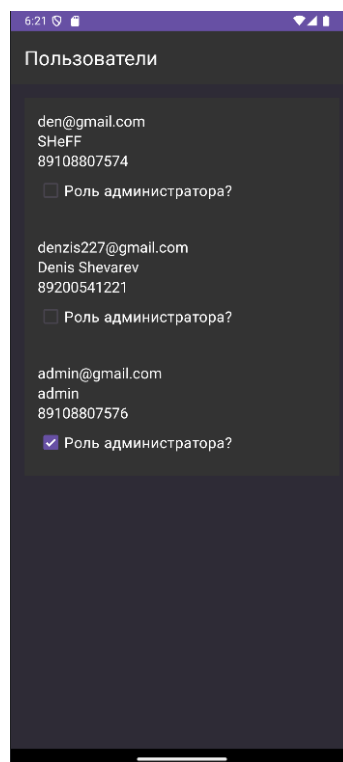 6:21
Пользователи
den@gmail.com
SHeFF
89108807574
Роль администратора?
denzis227@gmail.com
Denis Shevarev
89200541221
Роль администратора?
admin@gmail.com
admin
89108807576
Роль администратора?